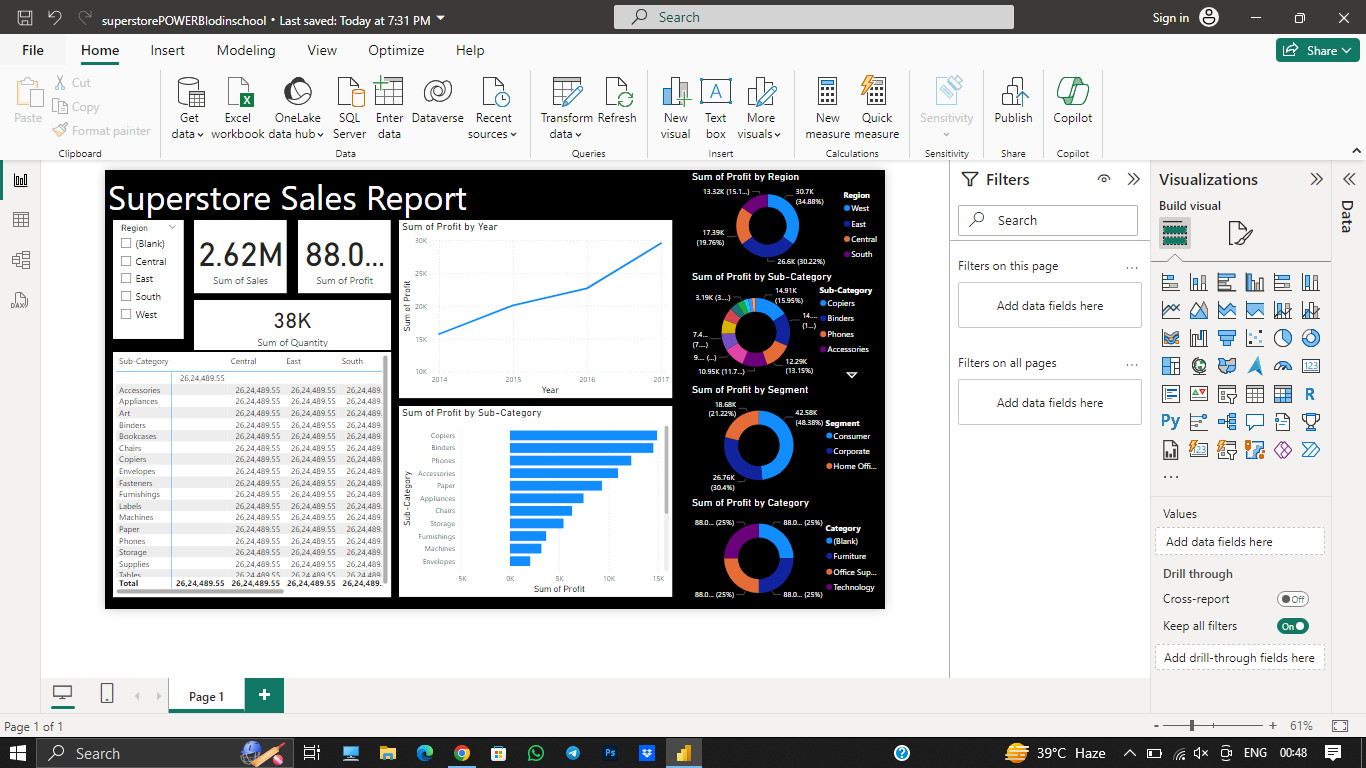 superstorePOWERBIodinschool • Last saved: Today at 7:31 PM
Search
Sign in
File Home Insert Modeling View Optimize Help
Share
Paste
Cut
Copy
Format painter
Clipboard
Get data
Excel workbook
OneLake data hub
SQL Server
Enter data
Dataverse
Recent sources
Data
Transform data
Refresh
Queries
New visual
Text box
More visuals
Insert
New measure
Quick measure
Calculations
Sensitivity
Sensitivity
Publish
Share
Copilot
Copilot
Superstore Sales Report
Region
(Blank)
Central
East
South
West
2.62M
Sum of Sales
88.0...
Sum of Profit
38K
Sum of Quantity
Sub-Category Central East South
26,24,489.55
Accessories 26,24,489.55 26,24,489.55 26,24,489.
Appliances 26,24,489.55 26,24,489.55 26,24,489.
Art 26,24,489.55 26,24,489.55 26,24,489.
Binders 26,24,489.55 26,24,489.55 26,24,489.
Bookcases 26,24,489.55 26,24,489.55 26,24,489.
Chairs 26,24,489.55 26,24,489.55 26,24,489.
Copiers 26,24,489.55 26,24,489.55 26,24,489.
Envelopes 26,24,489.55 26,24,489.55 26,24,489.
Fasteners 26,24,489.55 26,24,489.55 26,24,489.
Furnishings 26,24,489.55 26,24,489.55 26,24,489.
Labels 26,24,489.55 26,24,489.55 26,24,489.
Machines 26,24,489.55 26,24,489.55 26,24,489.
Paper 26,24,489.55 26,24,489.55 26,24,489.
Phones 26,24,489.55 26,24,489.55 26,24,489.
Storage 26,24,489.55 26,24,489.55 26,24,489.
Supplies 26,24,489.55 26,24,489.55 26,24,489.
Tables 26,24,489.55 26,24,489.55 26,24,489.
Total 26,24,489.55 26,24,489.55 26,24,489.55 26,24,489.
Sum of Profit by Year
Sum of Profit
30K
25K
20K
15K
10K
2014 2015 2016 2017
Year
Sum of Profit by Sub-Category
Sub-Category
Copiers
Binders
Phones
Accessories
Paper
Appliances
Chairs
Storage
Furnishings
Machines
Envelopes
5K 0K 5K 10K 15K
Sum of Profit
Sum of Profit by Region
13.32K (15.1...)
30.7K (34.88%)
17.39K (19.76%)
26.6K (30.22%)
Region
West
East
Central
South
Sum of Profit by Sub-Category
3.19K (3....)
14.91K (15.95%)
14.... (1...)
7.4... (7....)
9.... (...)
10.95K (11.7...)
12.29K (13.15%)
Sub-Category
Copiers
Binders
Phones
Accessories
Sum of Profit by Segment
18.68K (21.22%)
42.58K (48.38%)
26.76K (30.4%)
Segment
Consumer
Corporate
Home Offi...
Sum of Profit by Category
88.0... (25%) 88.0... (25%)
88.0... (25%) 88.0... (25%)
Category
(Blank)
Furniture
Office Sup...
Technology
Filters
Search
Filters on this page ...
Add data fields here
Filters on all pages ...
Add data fields here
Visualizations
Build visual
123
R
Py
123
...
Values
Add data fields here
Drill through
Cross-report Off
Keep all filters On
Add drill-through fields here
Data
Page 1
+
Page 1 of 1
- + 61%
Search
Ps
39°C Haze
ENG
00:48